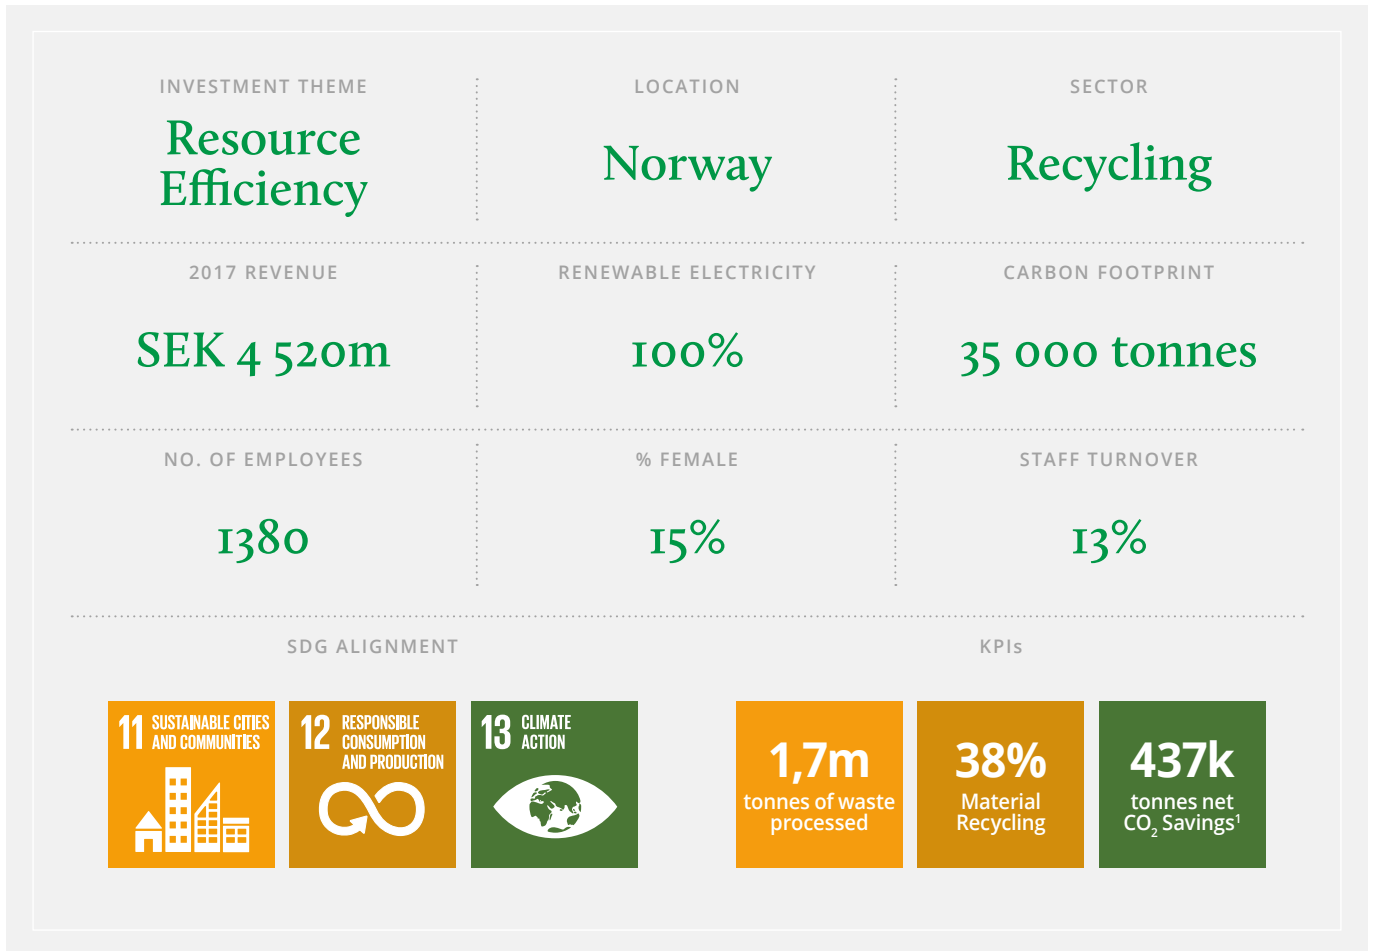 INVESTMENT THEME
Resource
Efficiency
LOCATION
Norway
SECTOR
Recycling
2017 REVENUE
SEK 4 520m
RENEWABLE ELECTRICITY
100%
CARBON FOOTPRINT
35 000 tonnes
NO. OF EMPLOYEES
1380
% FEMALE
15%
STAFF TURNOVER
13%
SDG ALIGNMENT
11 SUSTAINABLE CITIES
AND COMMUNITIES
12 RESPONSIBLE
CONSUMPTION
AND PRODUCTION
13 CLIMATE
ACTION
KPIs
1,7m
tonnes of waste
processed
38%
Material
Recycling
437k
tonnes net
CO₂ Savings¹